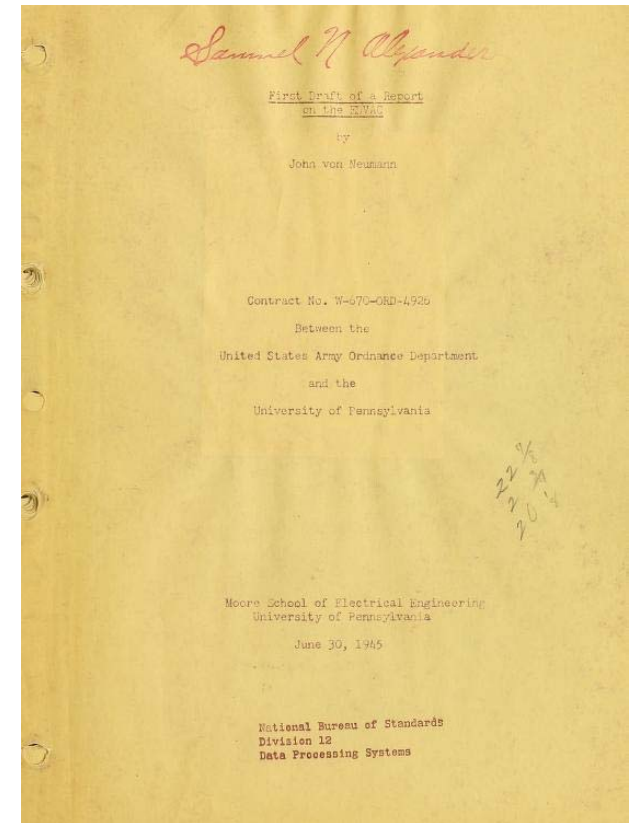 Samuel N Alexander
First Draft of a Report
on the EDVAC
by
John von Neumann
Contract No. W-670-ORD-4926
Between the
United States Army Ordnance Department
and the
University of Pennsylvania
Moore School of Electrical Engineering
University of Pennsylvania
June 30, 1945
National Bureau of Standards
Division 12
Data Processing Systems